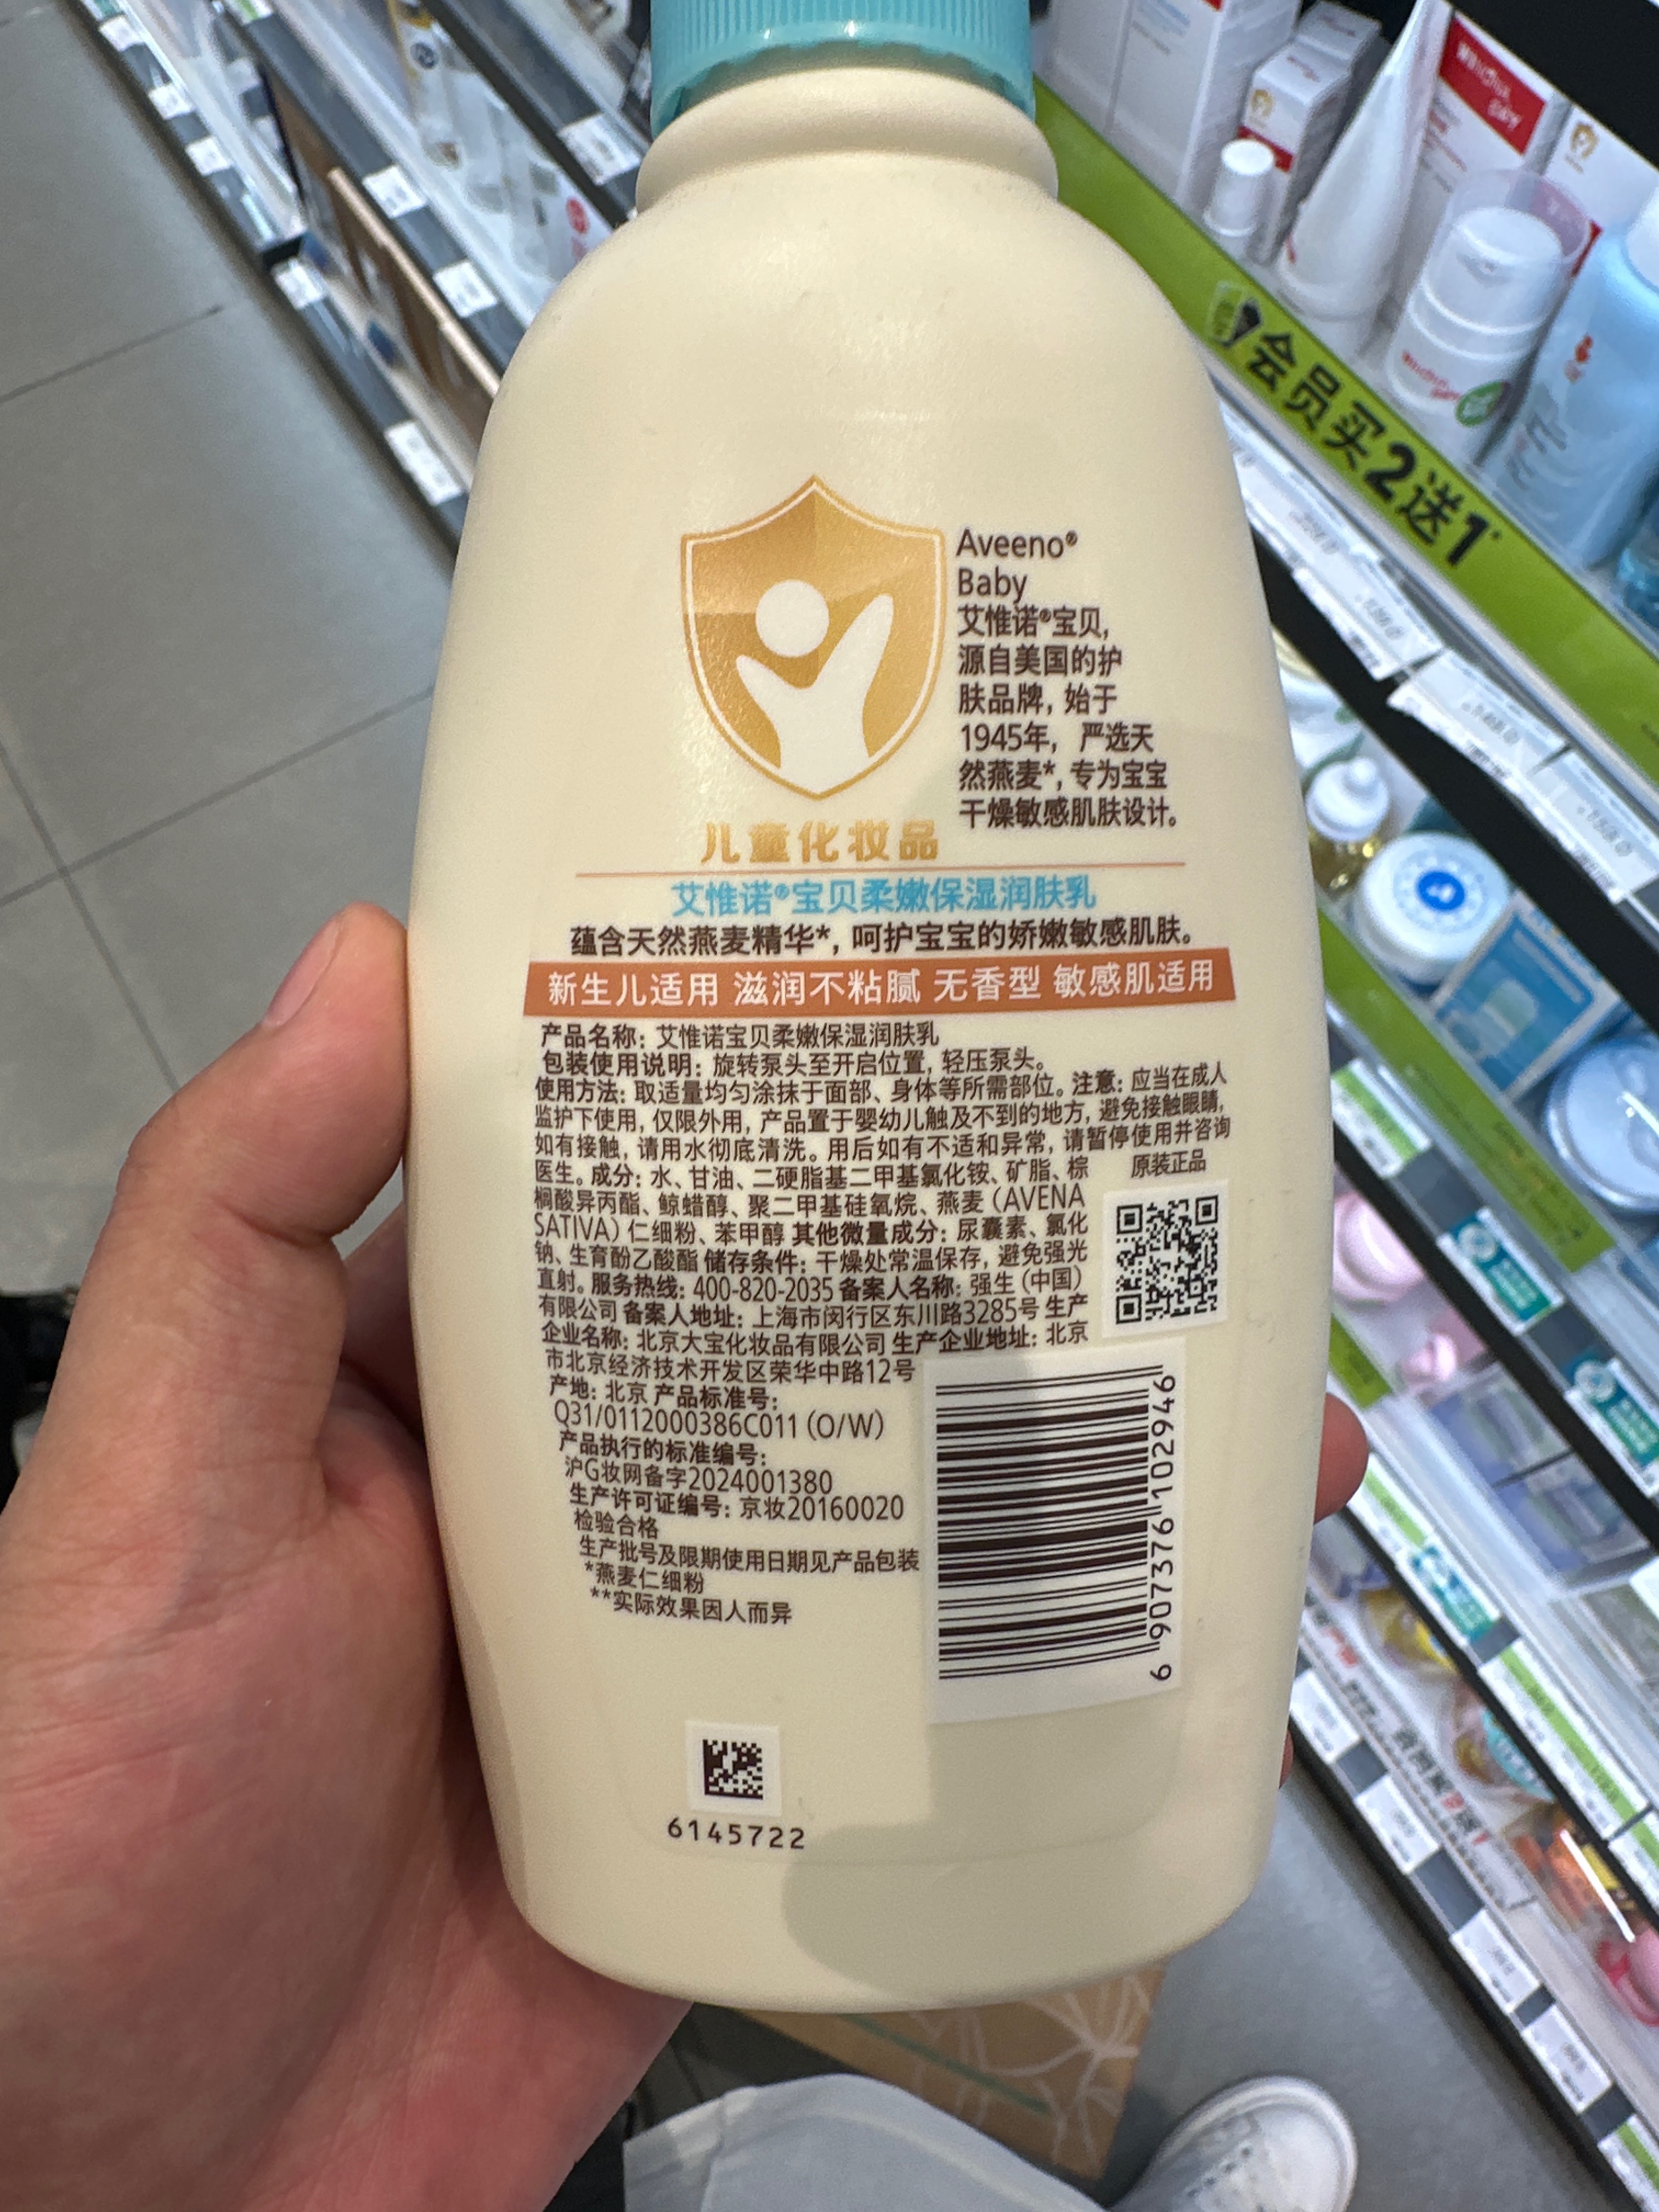 Aveeno®
Baby
艾惟诺®宝贝,
源自美国的护
肤品牌，始于
1945年，严选天
然燕麦*, 专为宝宝
干燥敏感肌肤设计。
儿童化妆品
艾惟诺®宝贝柔嫩保湿润肤乳
蕴含天然燕麦精华*, 呵护宝宝的娇嫩敏感肌肤。
新生儿适用 滋润不粘腻 无香型 敏感肌适用
产品名称：艾惟诺宝贝柔嫩保湿润肤乳
包装使用说明：旋转泵头至开启位置, 轻压泵头。
使用方法: 取适量均匀涂抹于面部、身体等所需部位。注意: 应当在成人
监护下使用, 仅限外用，产品置于婴幼儿触及不到的地方, 避免接触眼睛,
如有接触，请用水彻底清洗。用后如有不适和异常，请暂停使用并咨询
医生。成分: 水、甘油、二硬脂基二甲基氯化铵、矿脂、棕
榈酸异丙酯、鲸蜡醇、聚二甲基硅氧烷、燕麦（AVENA
SATIVA）仁细粉、苯甲醇 其他微量成分: 尿囊素、氯化
钠、生育酚乙酸酯 储存条件: 干燥处常温保存, 避免强光
直射。服务热线: 400-820-2035 备案人名称: 强生（中国）
有限公司 备案人地址：上海市闵行区东川路3285号 生产
企业名称: 北京大宝化妆品有限公司 生产企业地址: 北京
市北京经济技术开发区荣华中路12号
产地: 北京 产品标准号:
Q31/0112000386C011（O/W）
产品执行的标准编号:
沪G妆网备字2024001380
生产许可证编号: 京妆20160020
检验合格
生产批号及限期使用日期见产品包装
*燕麦仁细粉
**实际效果因人而异
原装正品
6 907376 102946
6145722
会员买2送1*